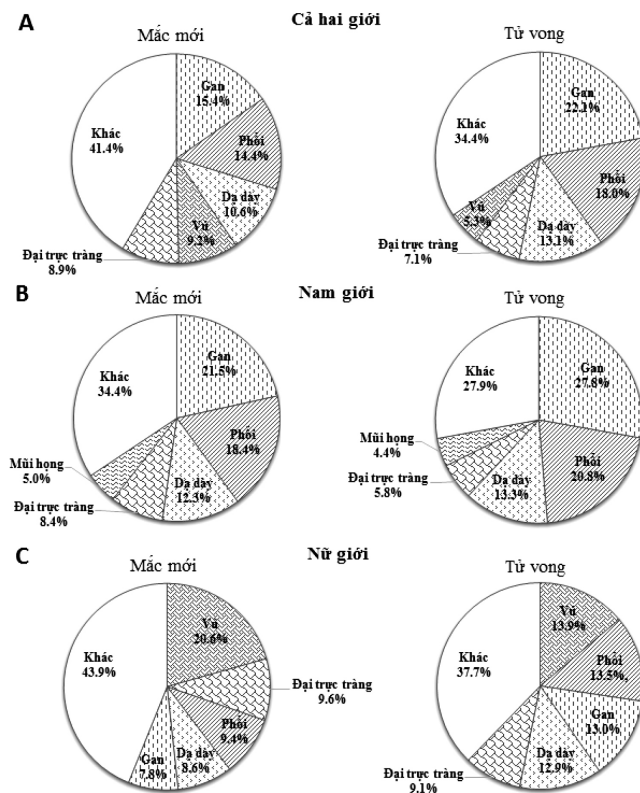 A
Cả hai giới
Mắc mới
Tử vong
Gan
15.4%
Phổi
14.4%
Dạ dày
10.6%
Vú
9.2%
Đại trực tràng
8.9%
Khác
41.4%
Gan
22.1%
Phổi
18.0%
Dạ dày
13.1%
Đại trực tràng
7.1%
Vú
5.3%
Khác
34.4%
B
Nam giới
Mắc mới
Tử vong
Gan
21.5%
Phổi
18.4%
Dạ dày
12.3%
Đại trực tràng
8.4%
Mũi họng
5.0%
Khác
34.4%
Gan
27.8%
Phổi
20.8%
Dạ dày
13.3%
Đại trực tràng
5.8%
Mũi họng
4.4%
Khác
27.9%
C
Nữ giới
Mắc mới
Tử vong
Vú
20.6%
Đại trực tràng
9.6%
Phổi
9.4%
Dạ dày
8.6%
Gan
7.8%
Khác
43.9%
Vú
13.9%
Phổi
13.5%,
Gan
13.0%
Dạ dày
12.9%
Đại trực tràng
9.1%
Khác
37.7%